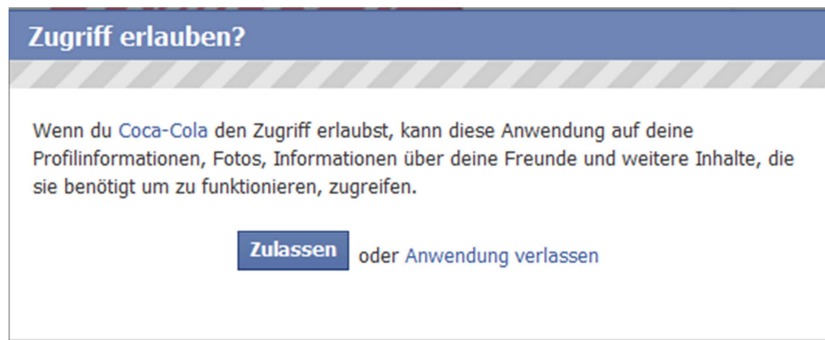 Zugriff erlauben?
Wenn du Coca-Cola den Zugriff erlaubst, kann diese Anwendung auf deine
Profilinformationen, Fotos, Informationen über deine Freunde und weitere Inhalte, die
sie benötigt um zu funktionieren, zugreifen.
Zulassen oder Anwendung verlassen